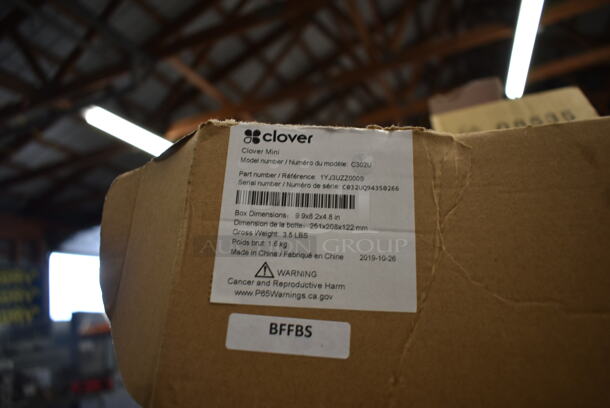 clover
Clover Mini
Model number / Numéro du modèle: C302U
Part number / Référence: 1YJ3UZZ0009
Serial number / Numéro de série: C032UQ94350266
Box Dimensions: 9.9x8.2x4.8 in
Dimension de la boîte: 251x208x122 mm
Gross Weight: 3.5 LBS
Poids brut: 1.6 kg
Made in China / Fabriqué en Chine 2019-10-26
WARNING
Cancer and Reproductive Harm
www.P65Warnings.ca.gov
BFFBS
GROUP